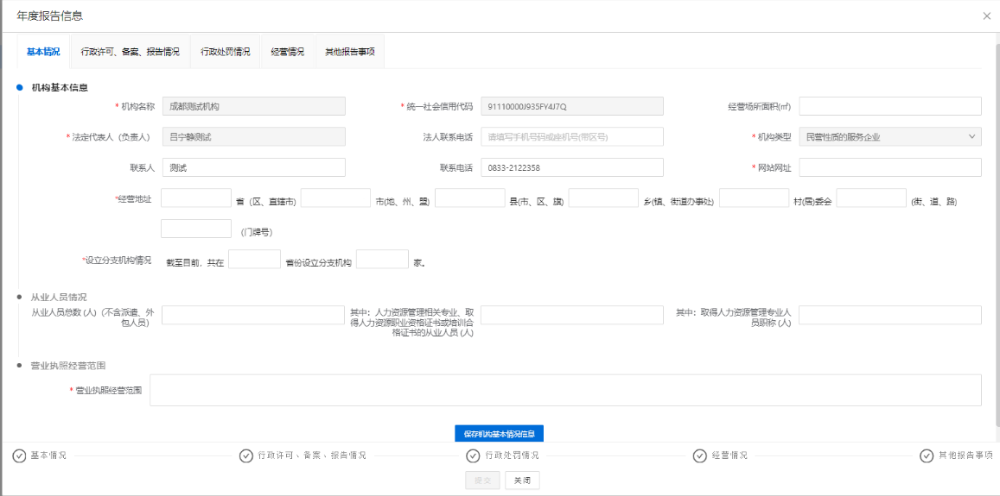 年度报告信息
基本情况 行政许可、备案、报告情况 行政处罚情况 经营情况 其他报告事项
机构基本信息
* 机构名称 成都测试机构 * 统一社会信用代码 91110000J935FY4J7Q 经营场所面积(㎡)
* 法定代表人（负责人） 吕宁静测试 法人联系电话 请填写手机号码或座机号(带区号) * 机构类型 民营性质的服务企业
联系人 测试 联系电话 0833-2122358 * 网站网址
*经营地址 省（区、直辖市) 市(地、州、盟) 县(市、区、旗) 乡(镇、街道办事处) 村(居)委会 (街、道、路)
（门牌号）
*设立分支机构情况 截至目前，共在 省份设立分支机构 家。
从业人员情况
从业人员总数 (人)（不含派遣、外 其中：人力资源管理相关专业、取 其中：取得人力资源管理专业人
包人员） 得人力资源职业资格证书或培训合 员职称 (人)
格证书的从业人员 (人)
营业执照经营范围
* 营业执照经营范围
保存机构基本情况信息
基本情况 行政许可、备案、报告情况 行政处罚情况 经营情况 其他报告事项
提交 关闭